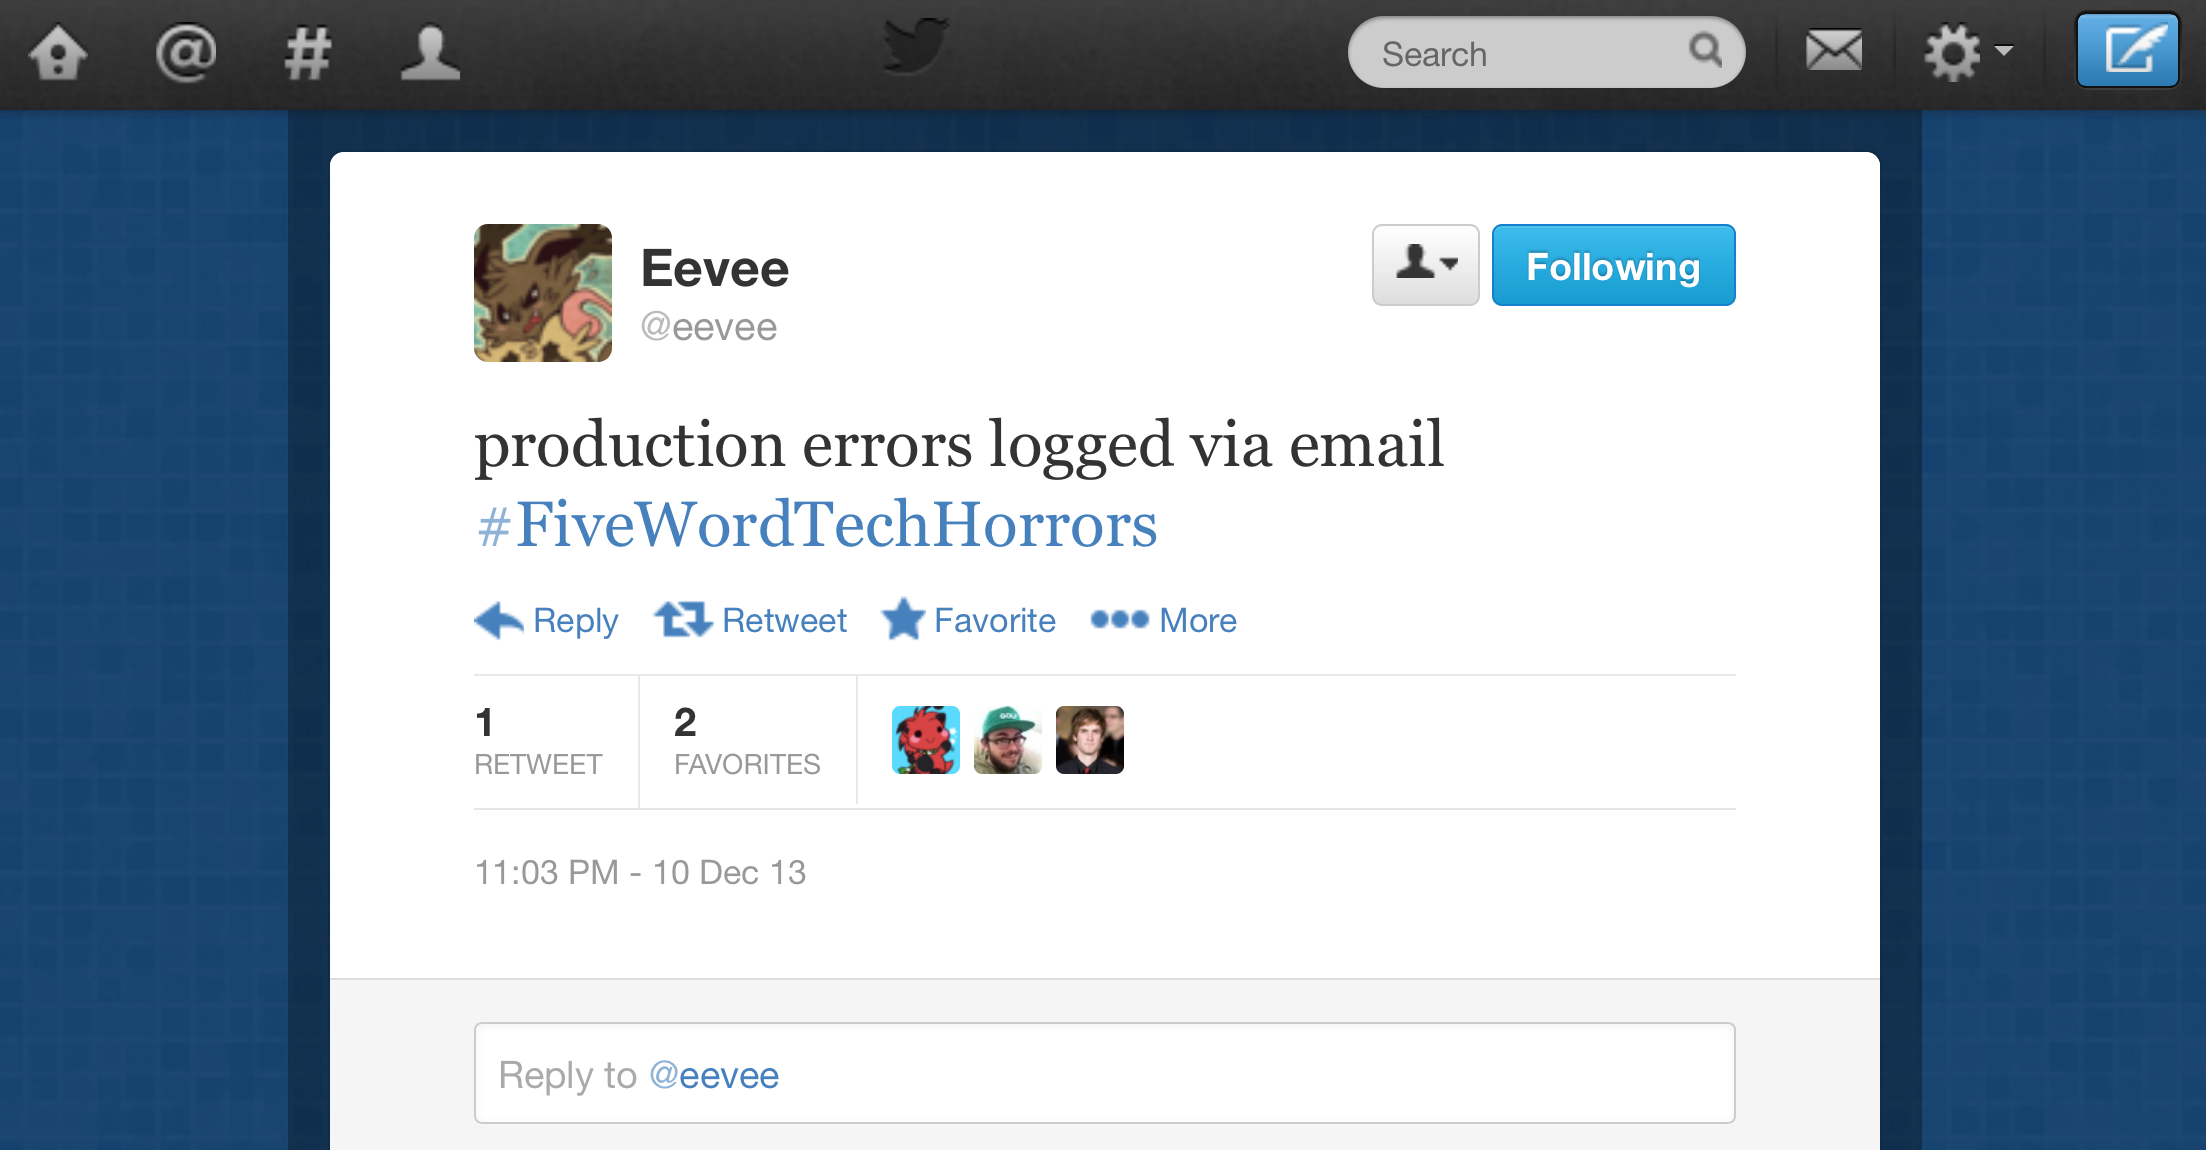 Search
Eevee
@eevee
Following
production errors logged via email
#FiveWordTechHorrors
Reply Retweet Favorite More
1
RETWEET
2
FAVORITES
11:03 PM - 10 Dec 13
Reply to @eevee